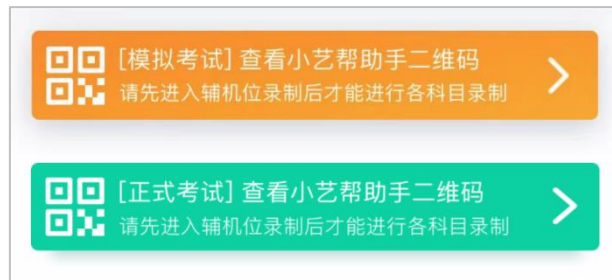 [模拟考试] 查看小艺帮助手二维码
请先进入辅机位录制后才能进行各科目录制
[正式考试] 查看小艺帮助手二维码
请先进入辅机位录制后才能进行各科目录制